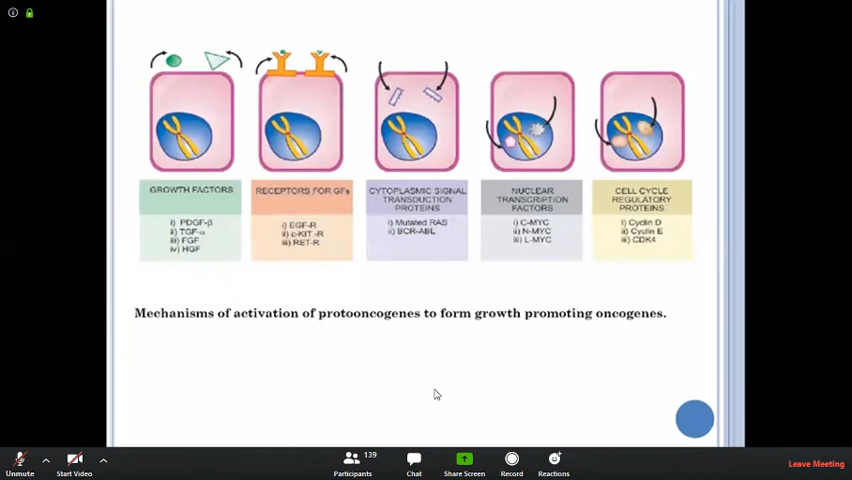 GROWTH FACTORS
i) PDGF-β
ii) TGF-α
iii) FGF
iv) HGF
RECEPTORS FOR GFs
i) EGF-R
ii) c-KIT -R
iii) RET-R
CYTOPLASMIC SIGNAL
TRANSDUCTION
PROTEINS
i) Mutated RAS
ii) BCR-ABL
NUCLEAR
TRANSCRIPTION
FACTORS
i) C-MYC
ii) N-MYC
iii) L-MYC
CELL CYCLE
REGULATORY
PROTEINS
i) Cyclin D
ii) Cyclin E
iii) CDK4
Mechanisms of activation of protooncogenes to form growth promoting oncogenes.
Unmute
Start Video
139
Participants
Chat
Share Screen
Record
Reactions
Leave Meeting